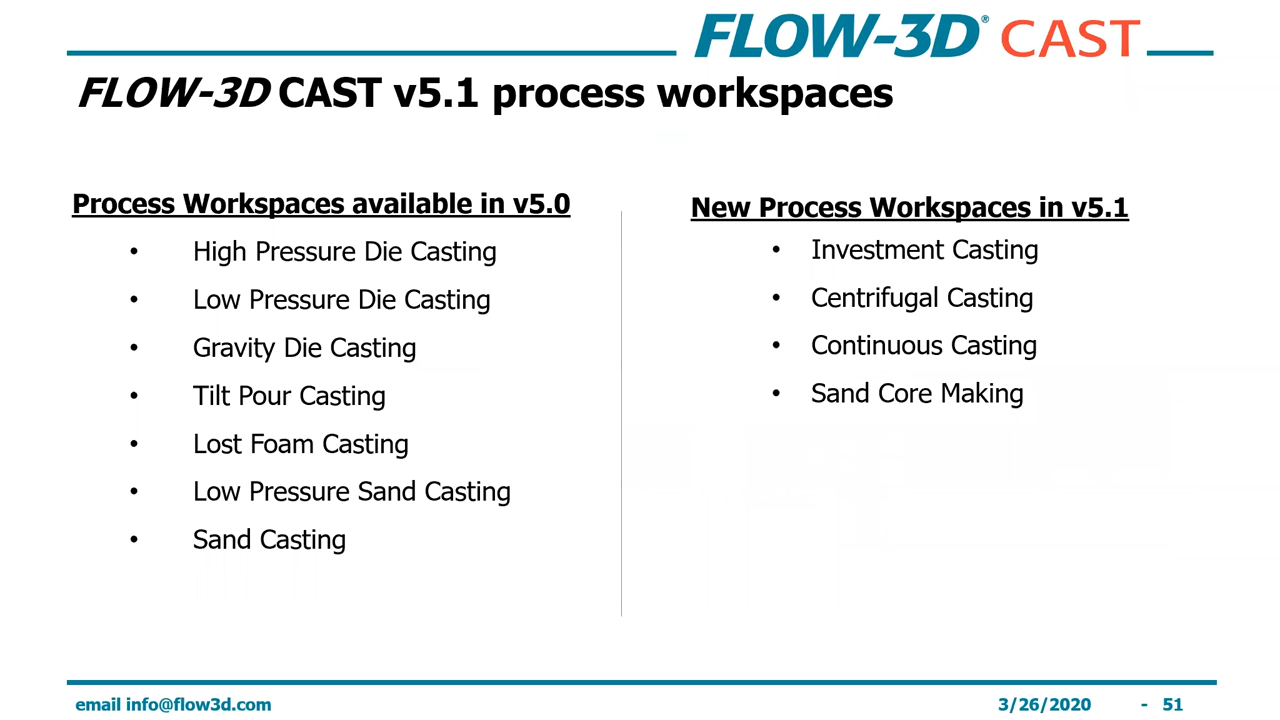 FLOW-3D® CAST
FLOW-3D CAST v5.1 process workspaces
Process Workspaces available in v5.0
• High Pressure Die Casting
• Low Pressure Die Casting
• Gravity Die Casting
• Tilt Pour Casting
• Lost Foam Casting
• Low Pressure Sand Casting
• Sand Casting
New Process Workspaces in v5.1
• Investment Casting
• Centrifugal Casting
• Continuous Casting
• Sand Core Making
email info@flow3d.com 3/26/2020 - 51